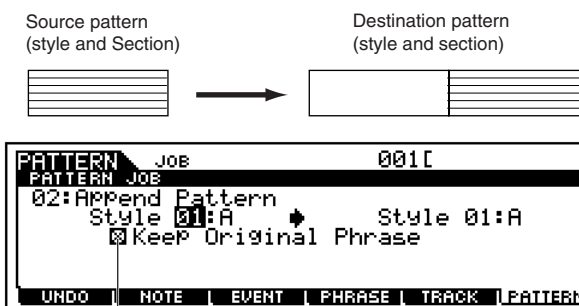 Source pattern
(style and Section)
Destination pattern
(style and section)
PATTERN JOB 001[
PATTERN JOB
02:Append Pattern
Style 01:A → Style 01:A
Keep Original Phrase
UNDO NOTE EVENT PHRASE TRACK PATTERN